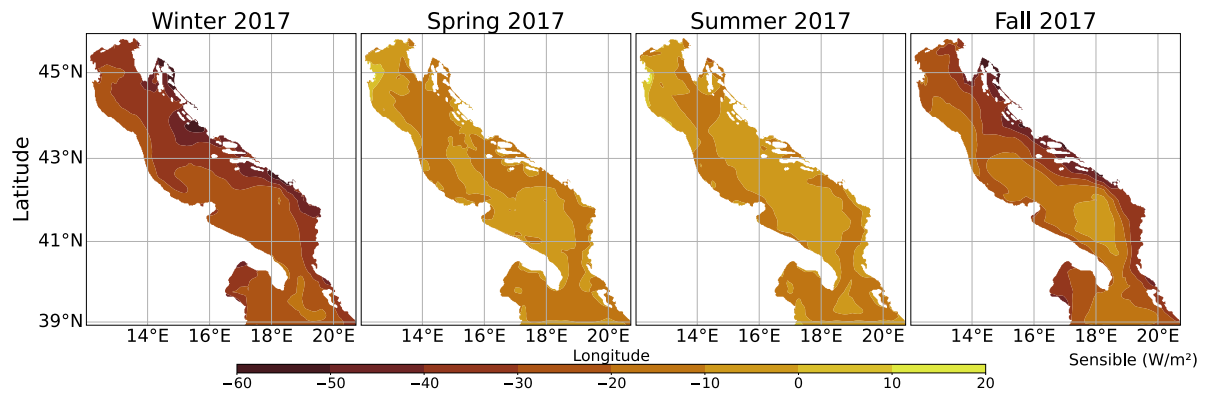 Winter 2017 Spring 2017 Summer 2017 Fall 2017
45°N
43°N
41°N
39°N
Latitude
14°E 16°E 18°E 20°E 14°E 16°E 18°E 20°E 14°E 16°E 18°E 20°E 14°E 16°E 18°E 20°E
Longitude
Sensible (W/m²)
−60 −50 −40 −30 −20 −10 0 10 20